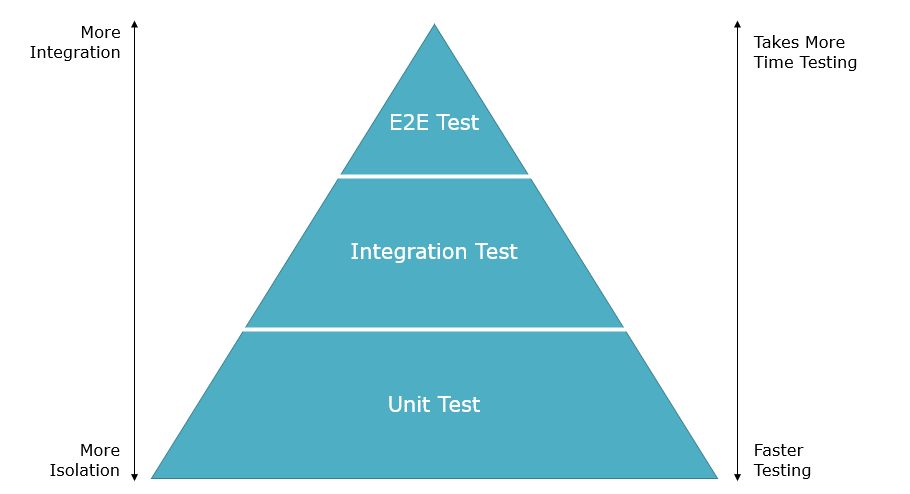 More
Integration
Takes More
Time Testing
E2E Test
Integration Test
Unit Test
More
Isolation
Faster
Testing